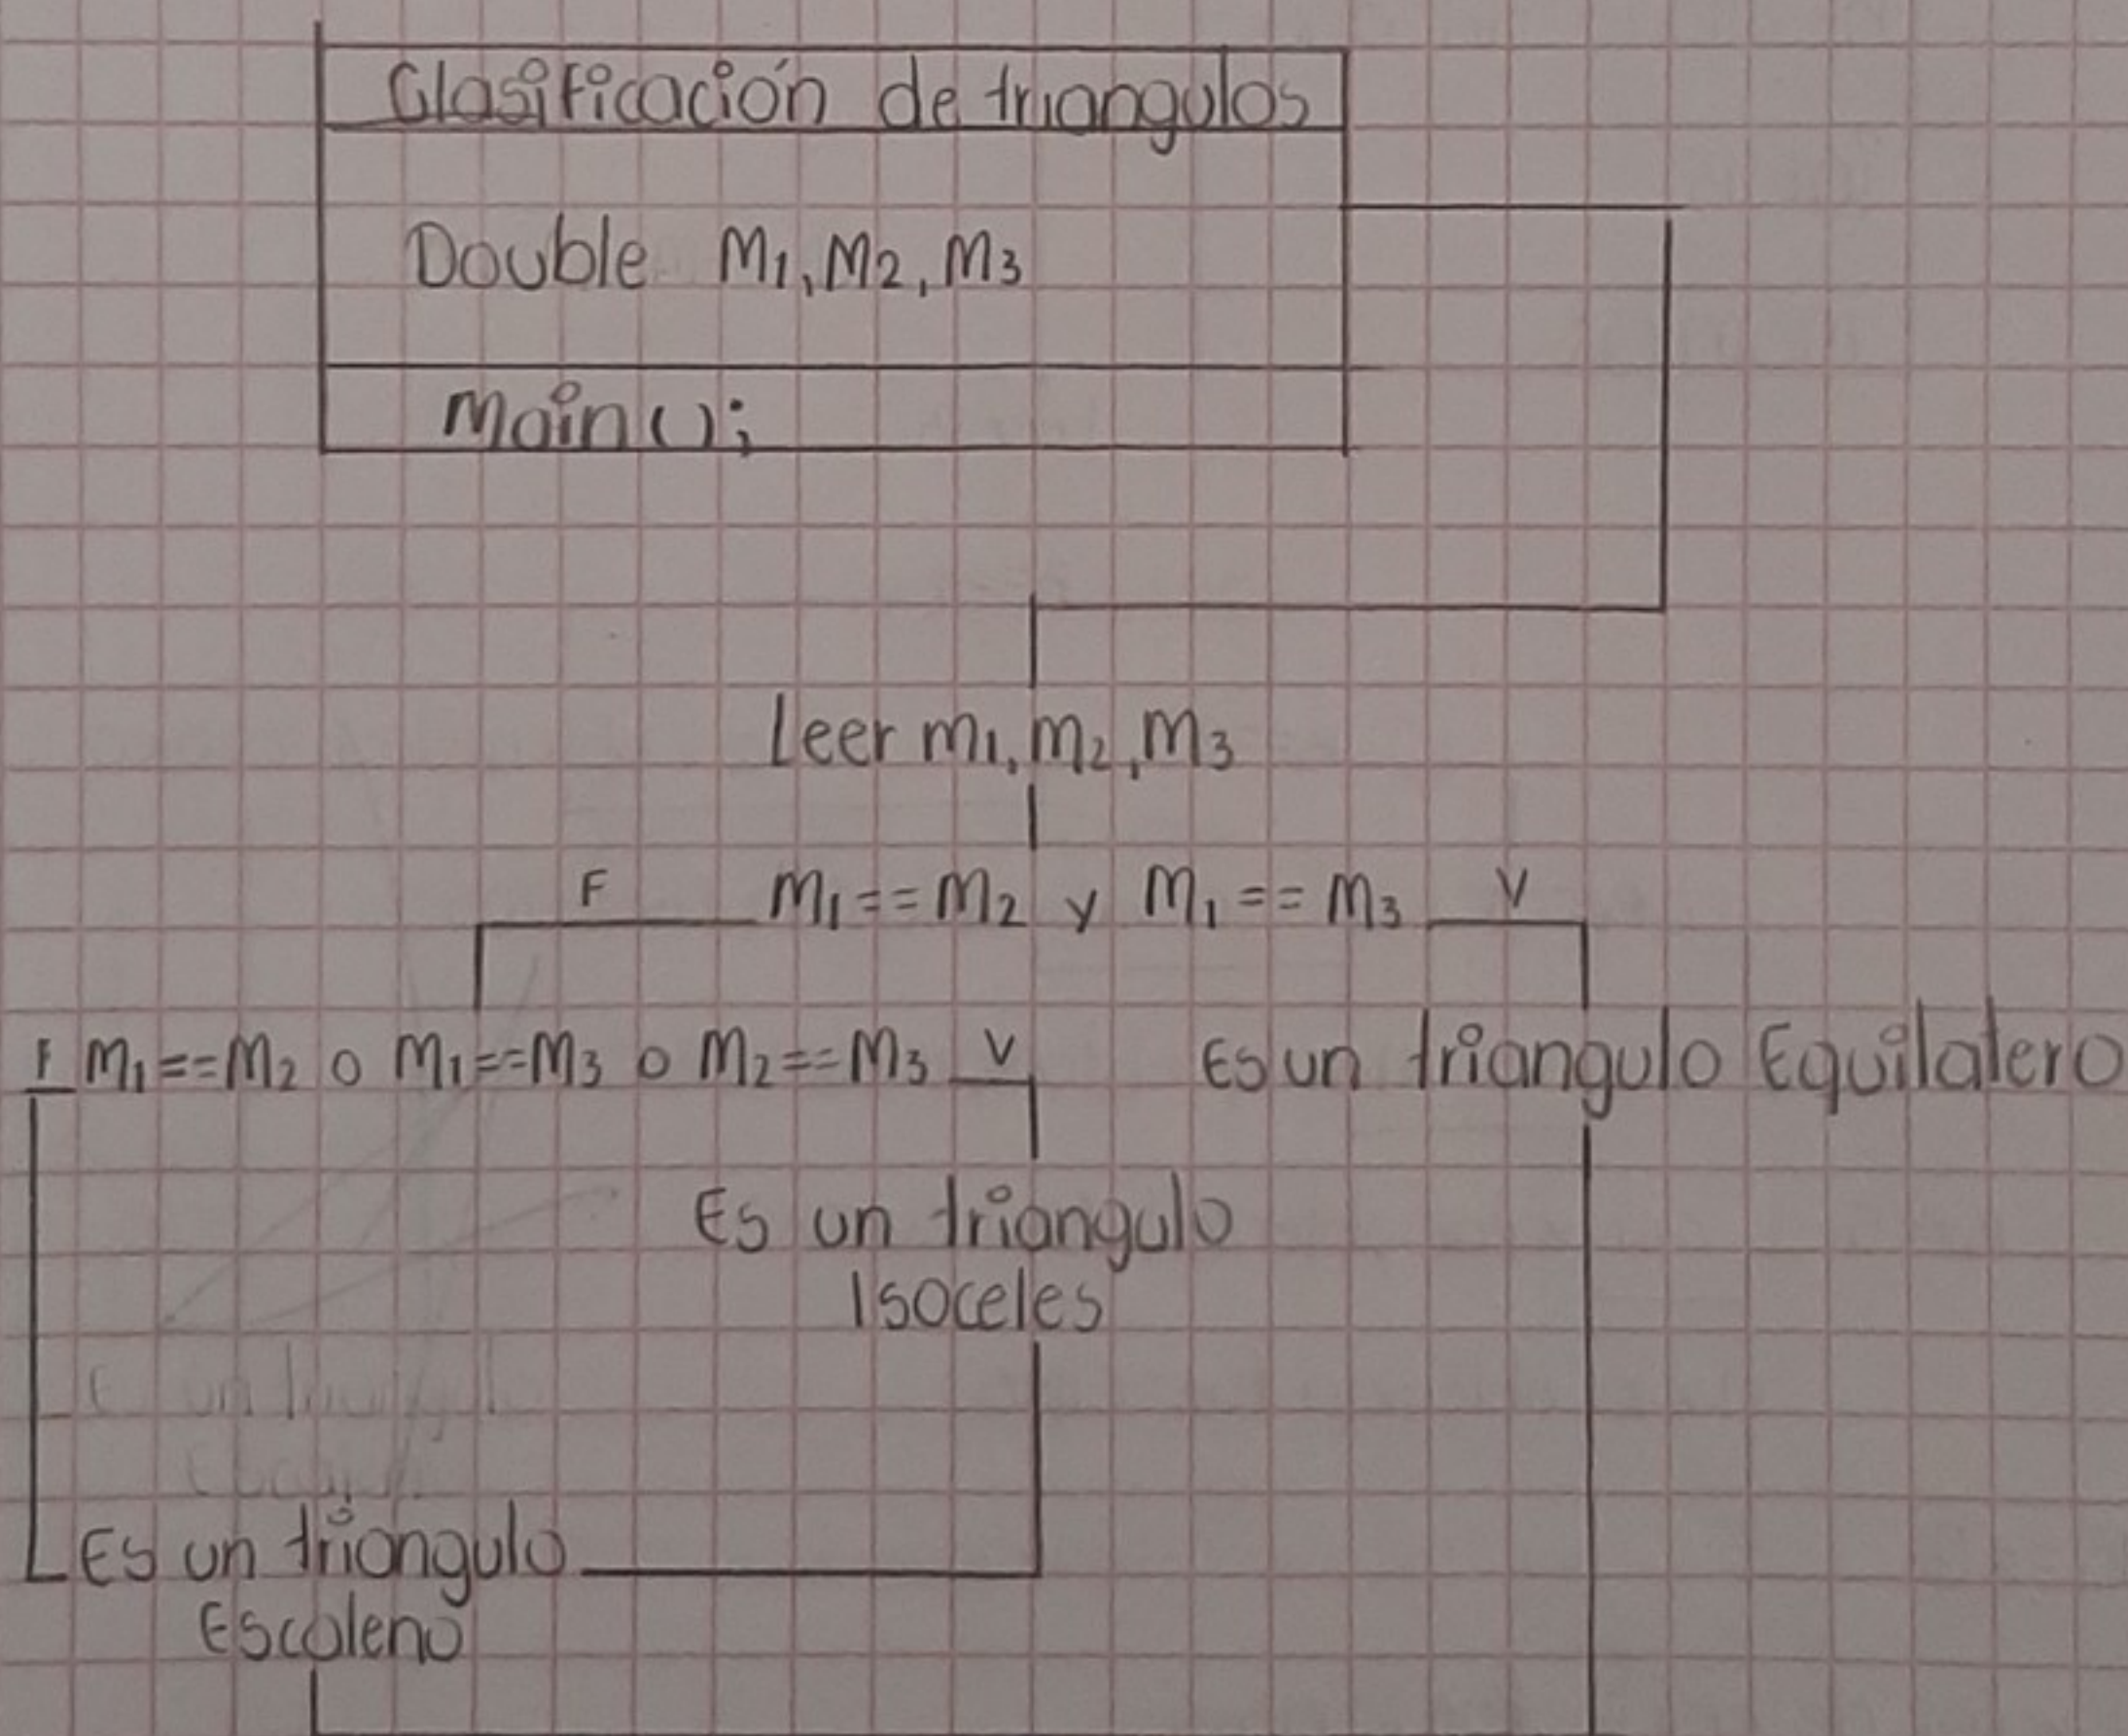 Clasificación de triangulos
Double M1, M2, M3
Main();
Leer m1, m2, m3
F M1 == M2 y M1 == M3 V
F M1 == M2 o M1 == M3 o M2 == M3 V
Es un triangulo Equilatero
Es un triangulo
Isoceles
Es un triangulo
Escaleno